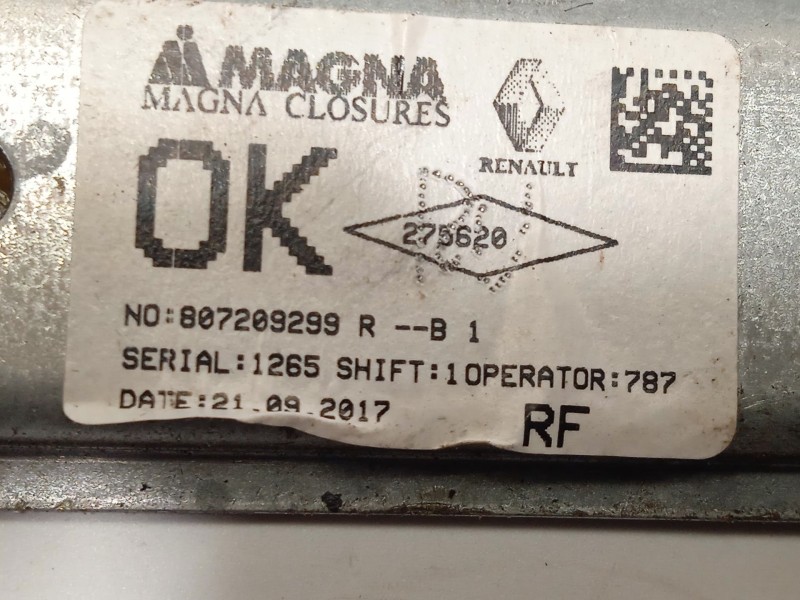 MAGNA
MAGNA CLOSURES
RENAULT
OK
275620
NO:807209299 R --B 1
SERIAL:1265 SHIFT:1OPERATOR:787
DATE:21.09.2017
RF